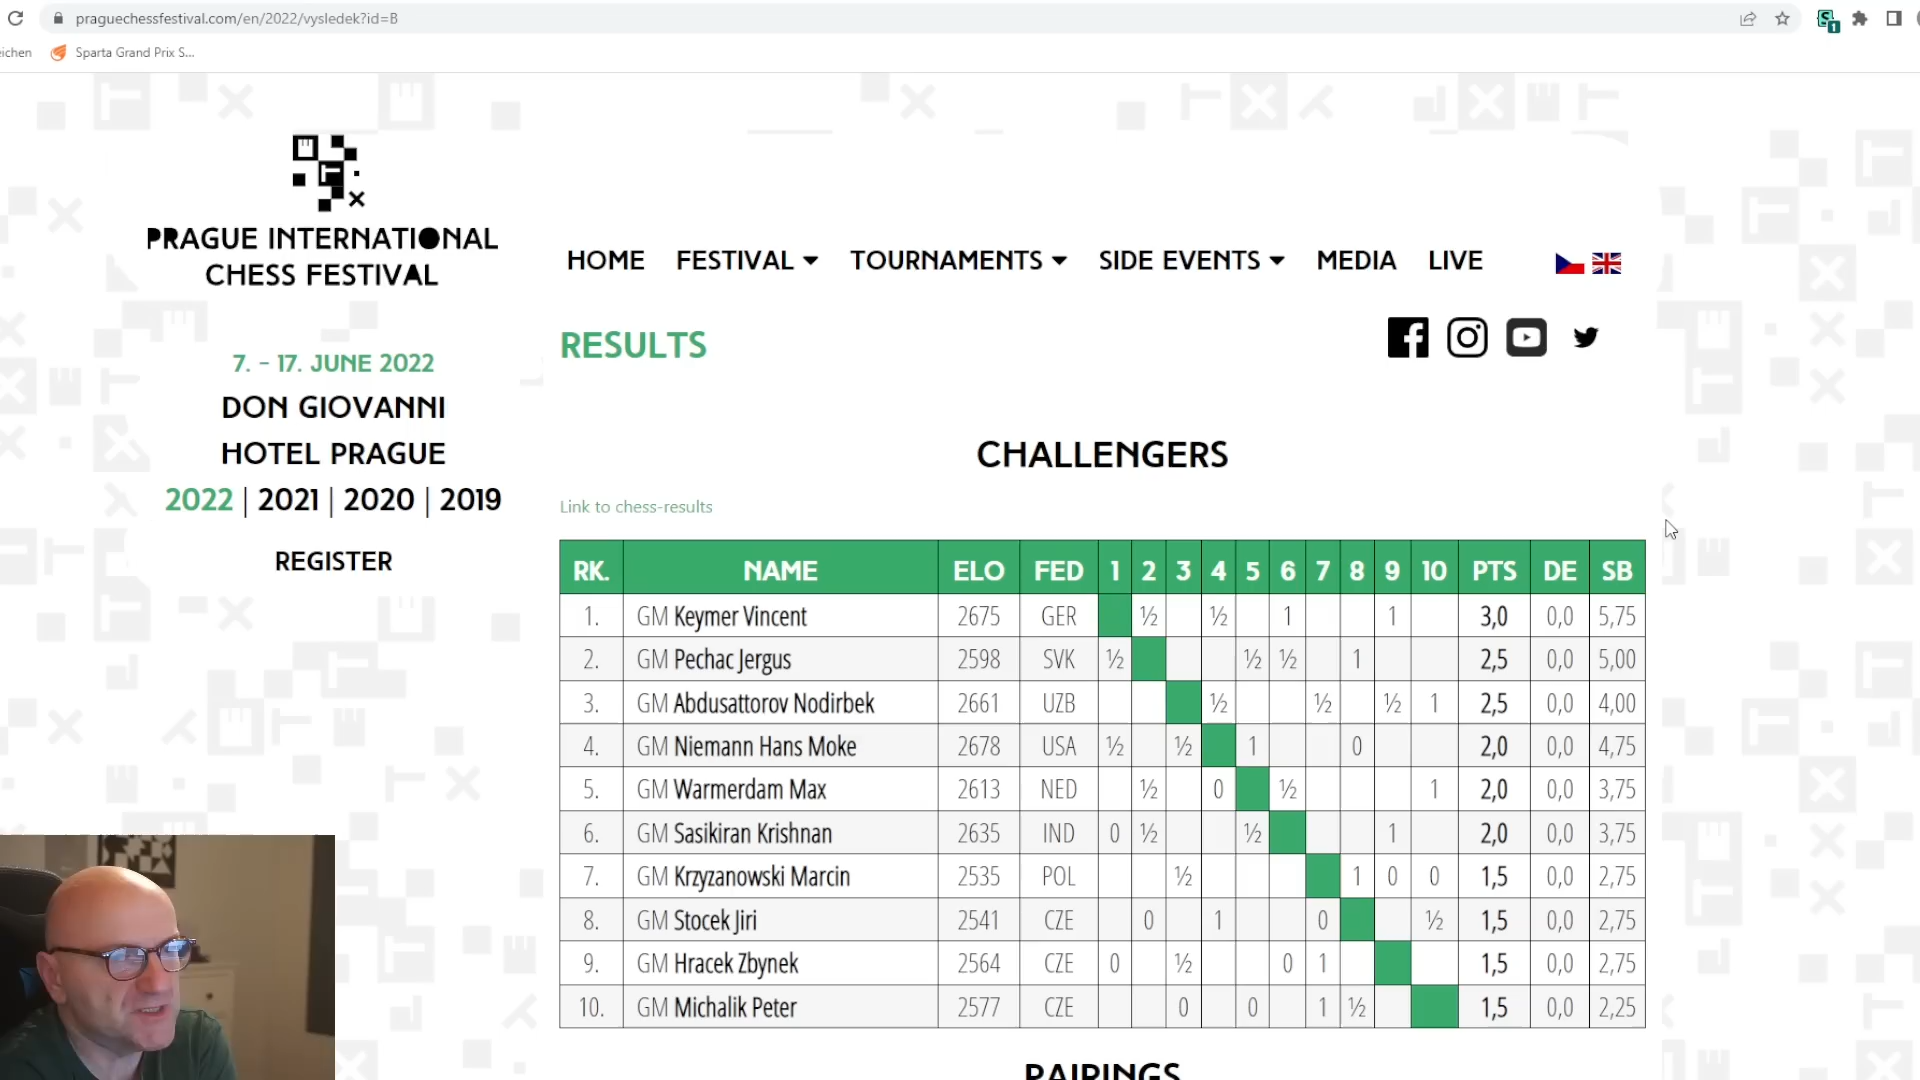 praguechessfestival.com/en/2022/vysledek?id=B
eichen Sparta Grand Prix S...
PRAGUE INTERNATIONAL
CHESS FESTIVAL
HOME FESTIVAL TOURNAMENTS SIDE EVENTS MEDIA LIVE
RESULTS
7. - 17. JUNE 2022
DON GIOVANNI
HOTEL PRAGUE
2022 | 2021 | 2020 | 2019
REGISTER
CHALLENGERS
Link to chess-results
RK. NAME ELO FED 1 2 3 4 5 6 7 8 9 10 PTS DE SB
1. GM Keymer Vincent 2675 GER ½ ½ 1 1 3,0 0,0 5,75
2. GM Pechac Jergus 2598 SVK ½ ½ ½ 1 2,5 0,0 5,00
3. GM Abdusattorov Nodirbek 2661 UZB ½ ½ ½ 1 2,5 0,0 4,00
4. GM Niemann Hans Moke 2678 USA ½ ½ 1 0 2,0 0,0 4,75
5. GM Warmerdam Max 2613 NED ½ 0 ½ 1 2,0 0,0 3,75
6. GM Sasikiran Krishnan 2635 IND 0 ½ ½ 1 2,0 0,0 3,75
7. GM Krzyzanowski Marcin 2535 POL ½ 1 0 0 1,5 0,0 2,75
8. GM Stocek Jiri 2541 CZE 0 1 0 ½ 1,5 0,0 2,75
9. GM Hracek Zbynek 2564 CZE 0 ½ 0 1 1,5 0,0 2,75
10. GM Michalik Peter 2577 CZE 0 0 1 ½ 1,5 0,0 2,25
PAIRINGS